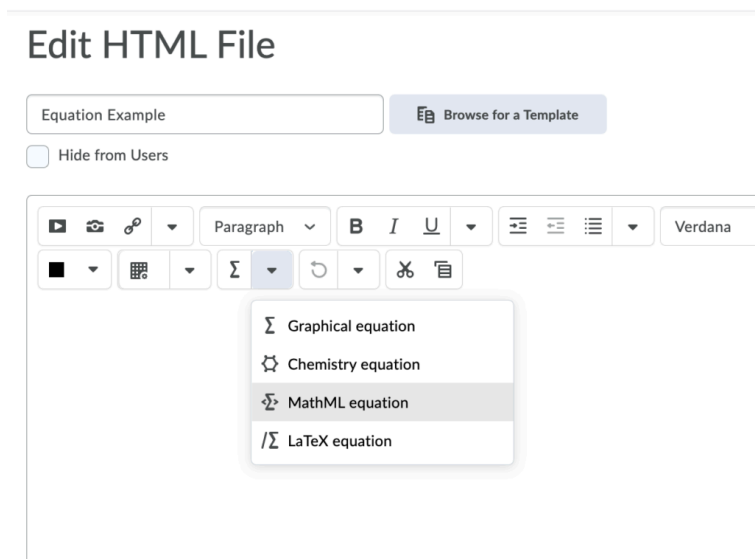 Edit HTML File
Equation Example
Browse for a Template
Hide from Users
Paragraph B I U Verdana
Σ
Σ Graphical equation
Chemistry equation
<Σ> MathML equation
/Σ LaTeX equation